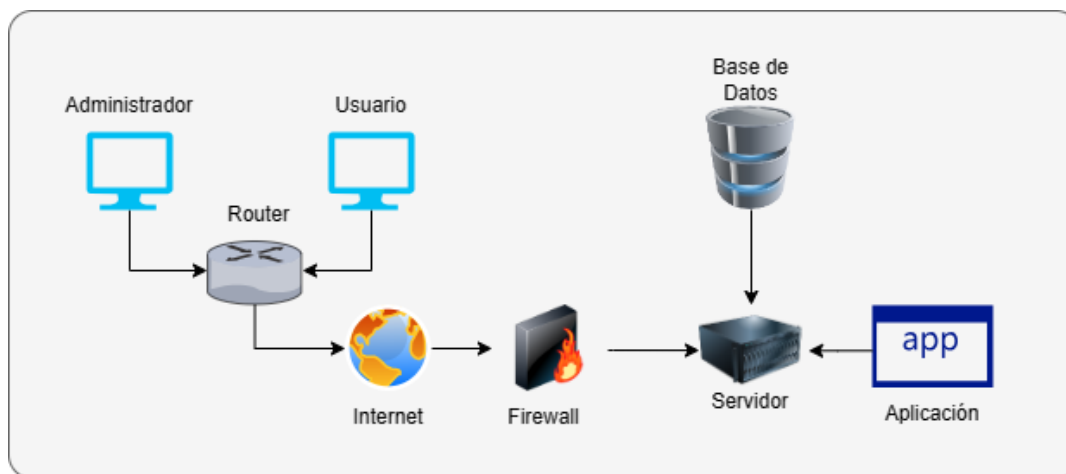 Administrador
Usuario
Base de
Datos
Router
app
Internet
Firewall
Servidor
Aplicación